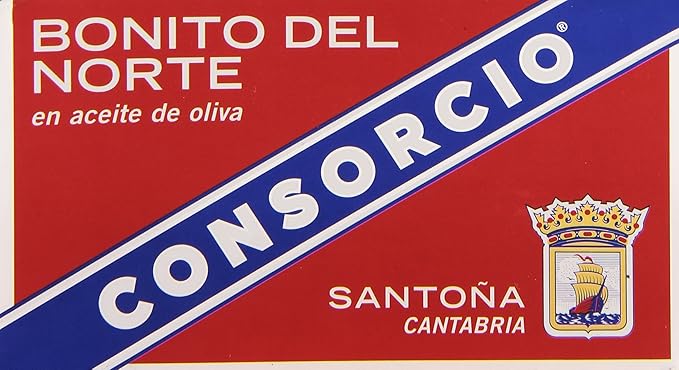 BONITO DEL
NORTE
en aceite de oliva
CONSORCIO®
SANTOÑA
CANTABRIA